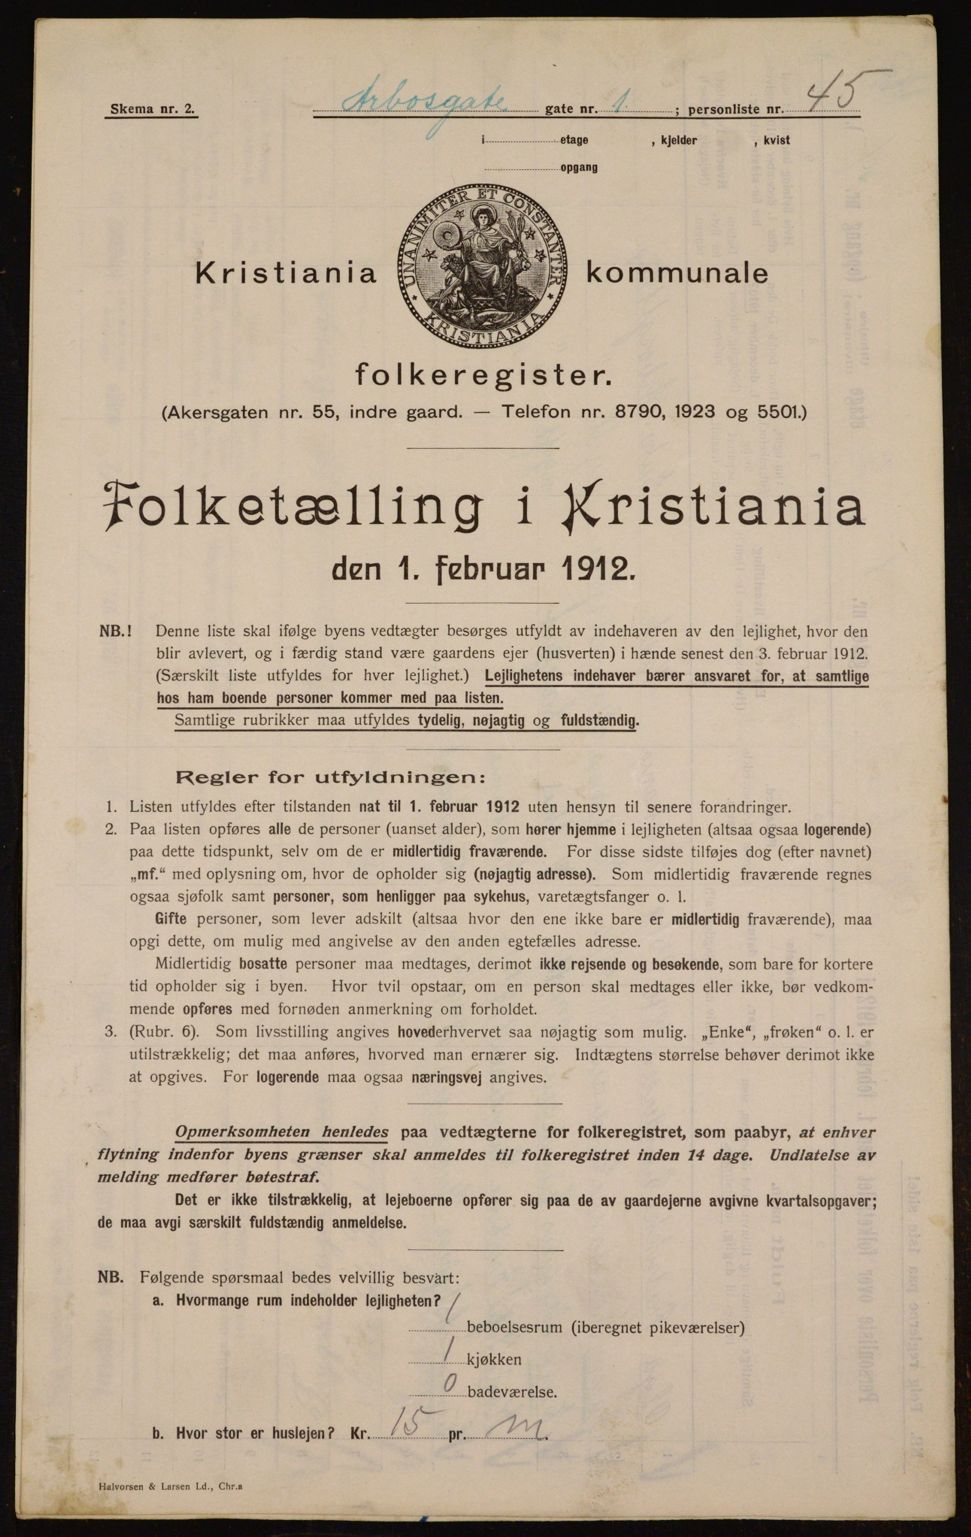 Skema nr. 2.
Arbosgate gate nr. 1 ; personliste nr. 45
i etage , kjelder , kvist
opgang
UNANIMITER ET CONSTANTER
KRISTIANIA
Kristiania kommunale
folkeregister.
(Akersgaten nr. 55, indre gaard. — Telefon nr. 8790, 1923 og 5501.)
Folketælling i Kristiania
den 1. februar 1912.
NB.! Denne liste skal ifølge byens vedtægter besørges utfyldt av indehaveren av den lejlighet, hvor den
blir avlevert, og i færdig stand være gaardens ejer (husverten) i hænde senest den 3. februar 1912.
(Særskilt liste utfyldes for hver lejlighet.) Lejlighetens indehaver bærer ansvaret for, at samtlige
hos ham boende personer kommer med paa listen.
Samtlige rubrikker maa utfyldes tydelig, nøjagtig og fuldstændig.
Regler for utfyldningen:
1. Listen utfyldes efter tilstanden nat til 1. februar 1912 uten hensyn til senere forandringer.
2. Paa listen opføres alle de personer (uanset alder), som hører hjemme i lejligheten (altsaa ogsaa logerende)
paa dette tidspunkt, selv om de er midlertidig fraværende. For disse sidste tilføjes dog (efter navnet)
„mf.“ med oplysning om, hvor de opholder sig (nøjagtig adresse). Som midlertidig fraværende regnes
ogsaa sjøfolk samt personer, som henligger paa sykehus, varetægtsfanger o. l.
Gifte personer, som lever adskilt (altsaa hvor den ene ikke bare er midlertidig fraværende), maa
opgi dette, om mulig med angivelse av den anden egtefælles adresse.
Midlertidig bosatte personer maa medtages, derimot ikke rejsende og besøkende, som bare for kortere
tid opholder sig i byen. Hvor tvil opstaar, om en person skal medtages eller ikke, bør vedkom-
mende opføres med fornøden anmerkning om forholdet.
3. (Rubr. 6). Som livsstilling angives hovederhvervet saa nøjagtig som mulig. „Enke“, „frøken“ o. l. er
utilstrækkelig; det maa anføres, hvorved man ernærer sig. Indtægtens størrelse behøver derimot ikke
at opgives. For logerende maa ogsaa næringsvej angives.
Opmerksomheten henledes paa vedtægterne for folkeregistret, som paabyr, at enhver
flytning indenfor byens grænser skal anmeldes til folkeregistret inden 14 dage. Undlatelse av
melding medfører bøtestraf.
Det er ikke tilstrækkelig, at lejeboerne opfører sig paa de av gaardejerne avgivne kvartalsopgaver;
de maa avgi særskilt fuldstændig anmeldelse.
NB. Følgende spørsmaal bedes velvillig besvart:
a. Hvormange rum indeholder lejligheten?
1 beboelsesrum (iberegnet pikeværelser)
1 kjøkken
0 badeværelse.
b. Hvor stor er huslejen? Kr. 15 pr. m.
Halvorsen & Larsen Ld., Chr.a